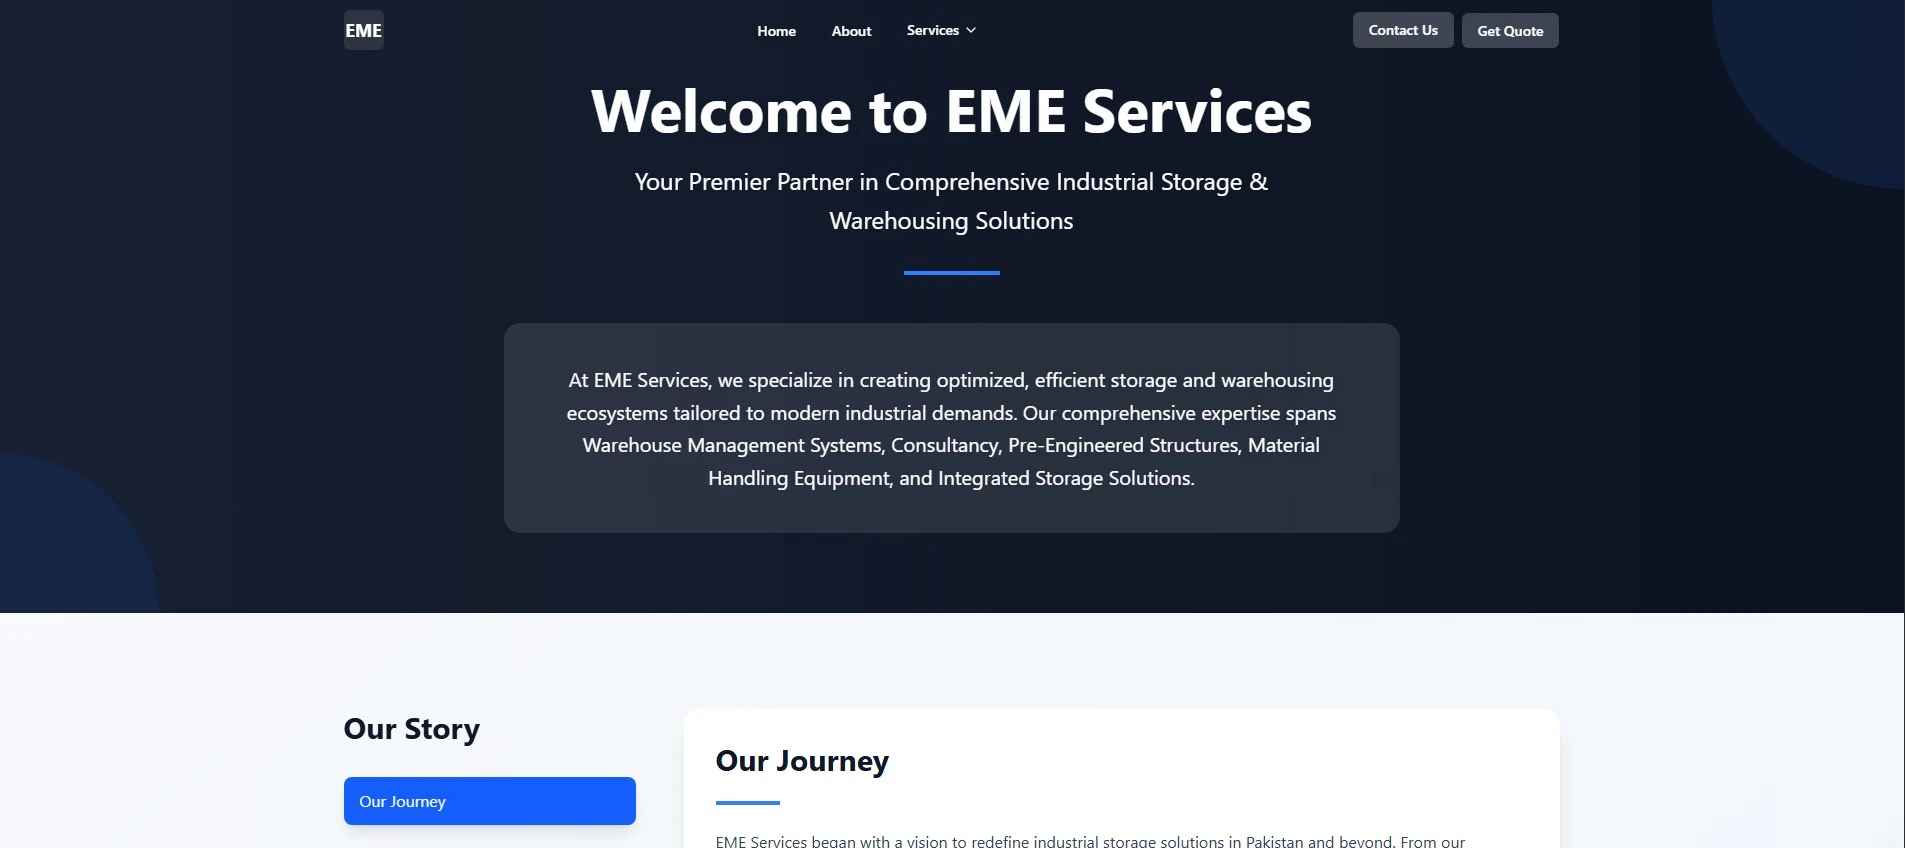 EME
Home
About
Services
Contact Us
Get Quote
Welcome to EME Services
Your Premier Partner in Comprehensive Industrial Storage &
Warehousing Solutions
At EME Services, we specialize in creating optimized, efficient storage and warehousing
ecosystems tailored to modern industrial demands. Our comprehensive expertise spans
Warehouse Management Systems, Consultancy, Pre-Engineered Structures, Material
Handling Equipment, and Integrated Storage Solutions.
Our Story
Our Journey
Our Journey
EME Services began with a vision to redefine industrial storage solutions in Pakistan and beyond. From our